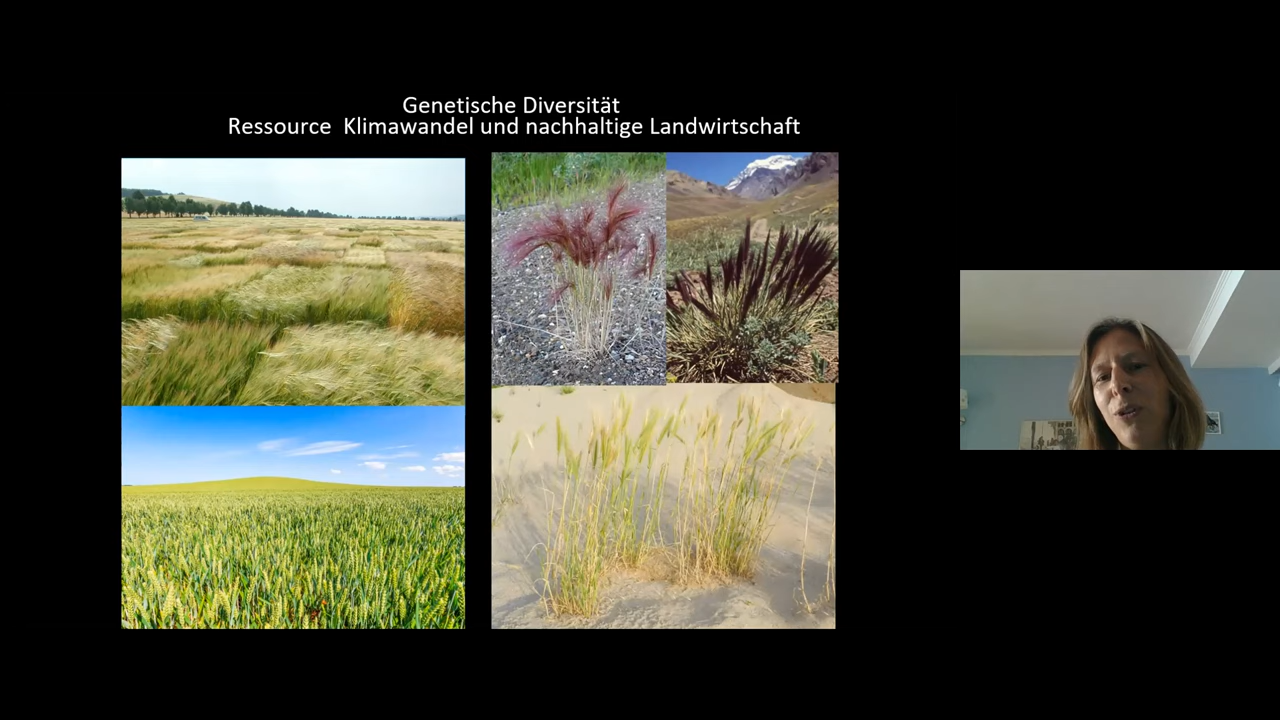 Genetische Diversität
Ressource  Klimawandel und nachhaltige Landwirtschaft